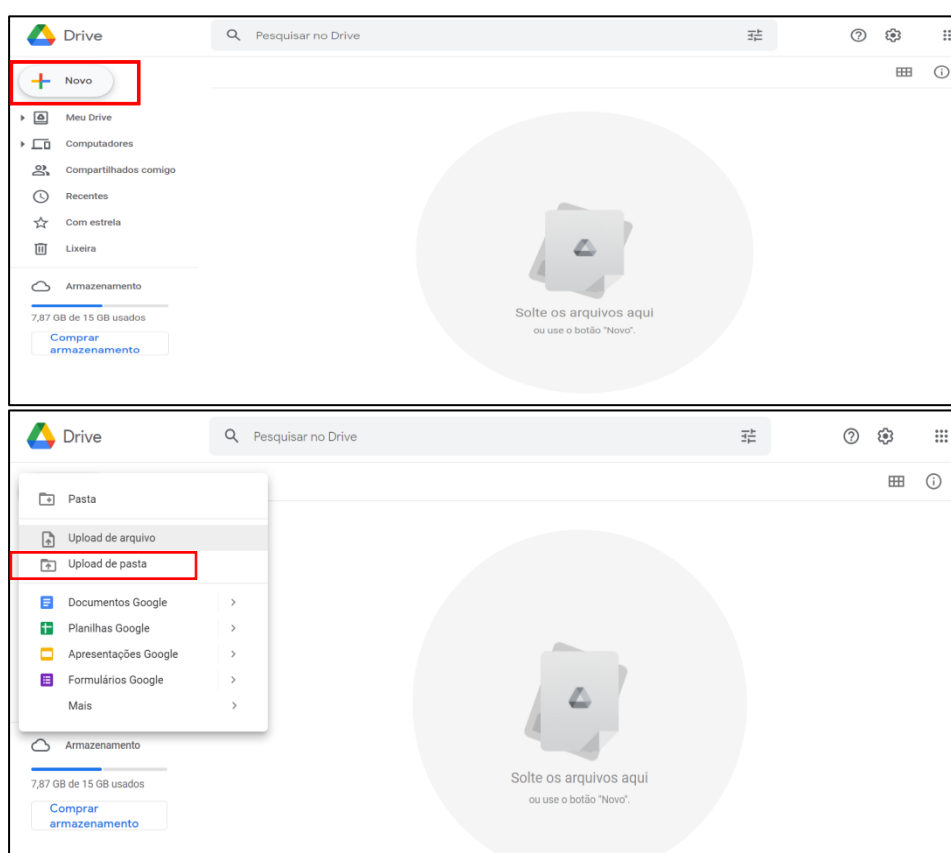 Drive
Pesquisar no Drive
Novo
Meu Drive
Computadores
Compartilhados comigo
Recentes
Com estrela
Lixeira
Armazenamento
7,87 GB de 15 GB usados
Comprar
armazenamento
Solte os arquivos aqui
ou use o botão "Novo".
Drive
Pesquisar no Drive
Pasta
Upload de arquivo
Upload de pasta
Documentos Google
Planilhas Google
Apresentações Google
Formulários Google
Mais
Armazenamento
7,87 GB de 15 GB usados
Comprar
armazenamento
Solte os arquivos aqui
ou use o botão "Novo".